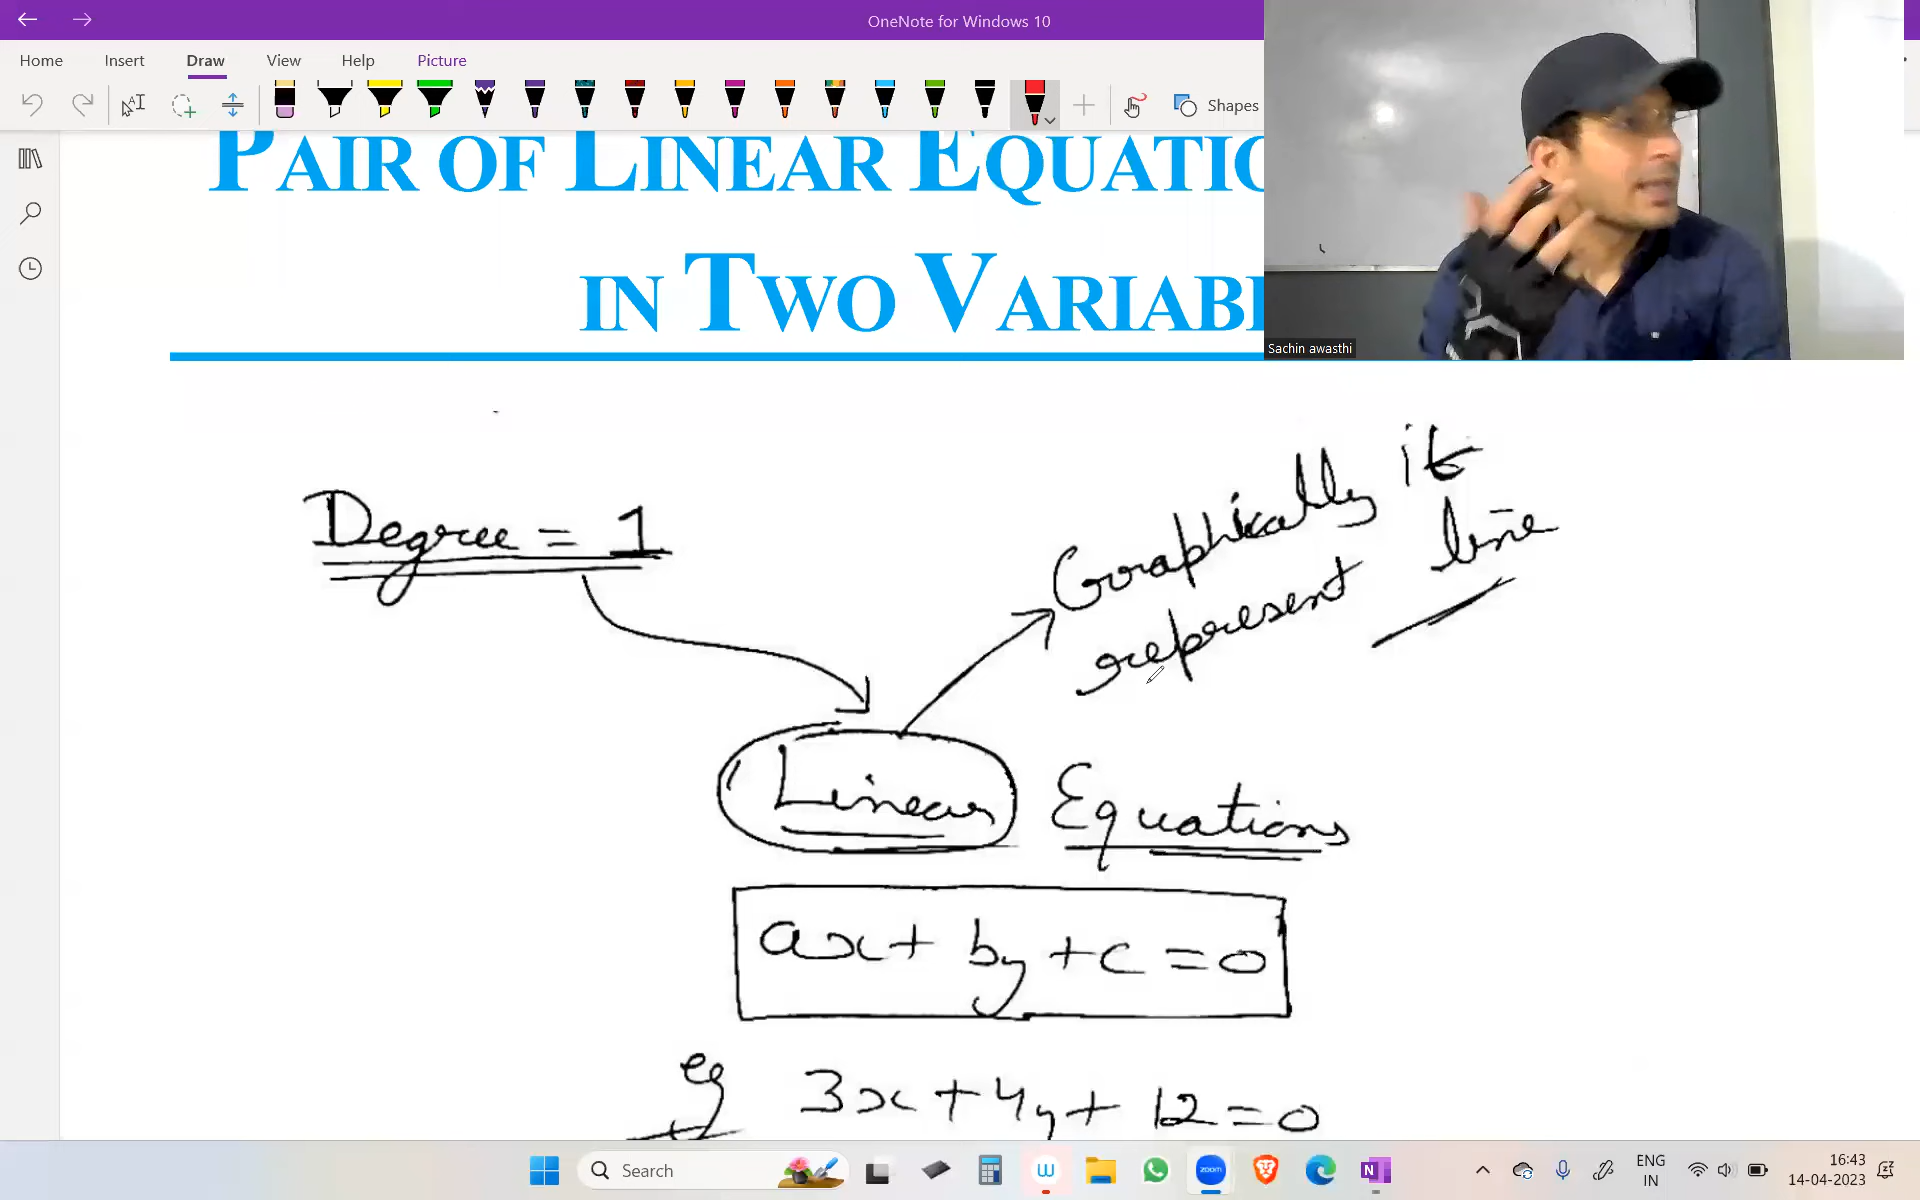 OneNote for Windows 10
Home Insert Draw View Help Picture
Shapes
PAIR OF LINEAR EQUATIO
IN TWO VARIAB
Sachin awasthi
Degree = 1
Graphically it
represent line
Linear Equations
ax + by + c = 0
eg 3x + 4y + 12 = 0
Search
W
zoom
N
ENG
IN
16:43
14-04-2023